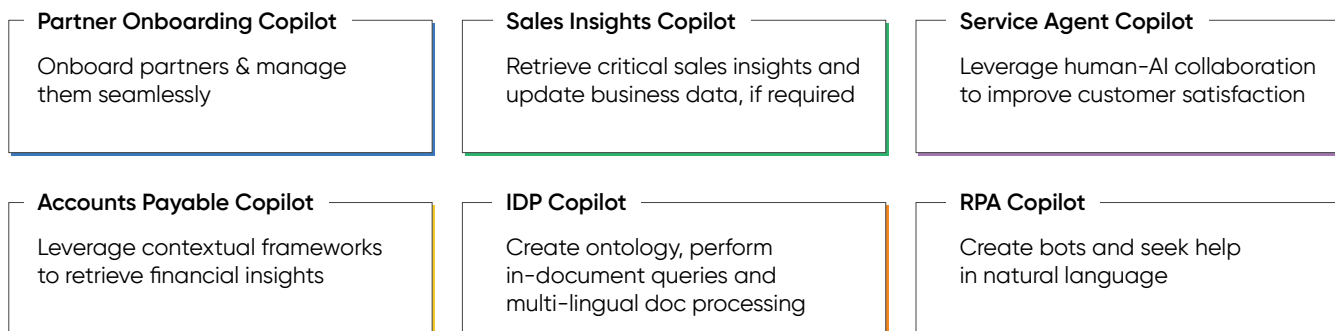 Partner Onboarding Copilot
Onboard partners & manage
them seamlessly
Sales Insights Copilot
Retrieve critical sales insights and
update business data, if required
Service Agent Copilot
Leverage human-AI collaboration
to improve customer satisfaction
Accounts Payable Copilot
Leverage contextual frameworks
to retrieve financial insights
IDP Copilot
Create ontology, perform
in-document queries and
multi-lingual doc processing
RPA Copilot
Create bots and seek help
in natural language